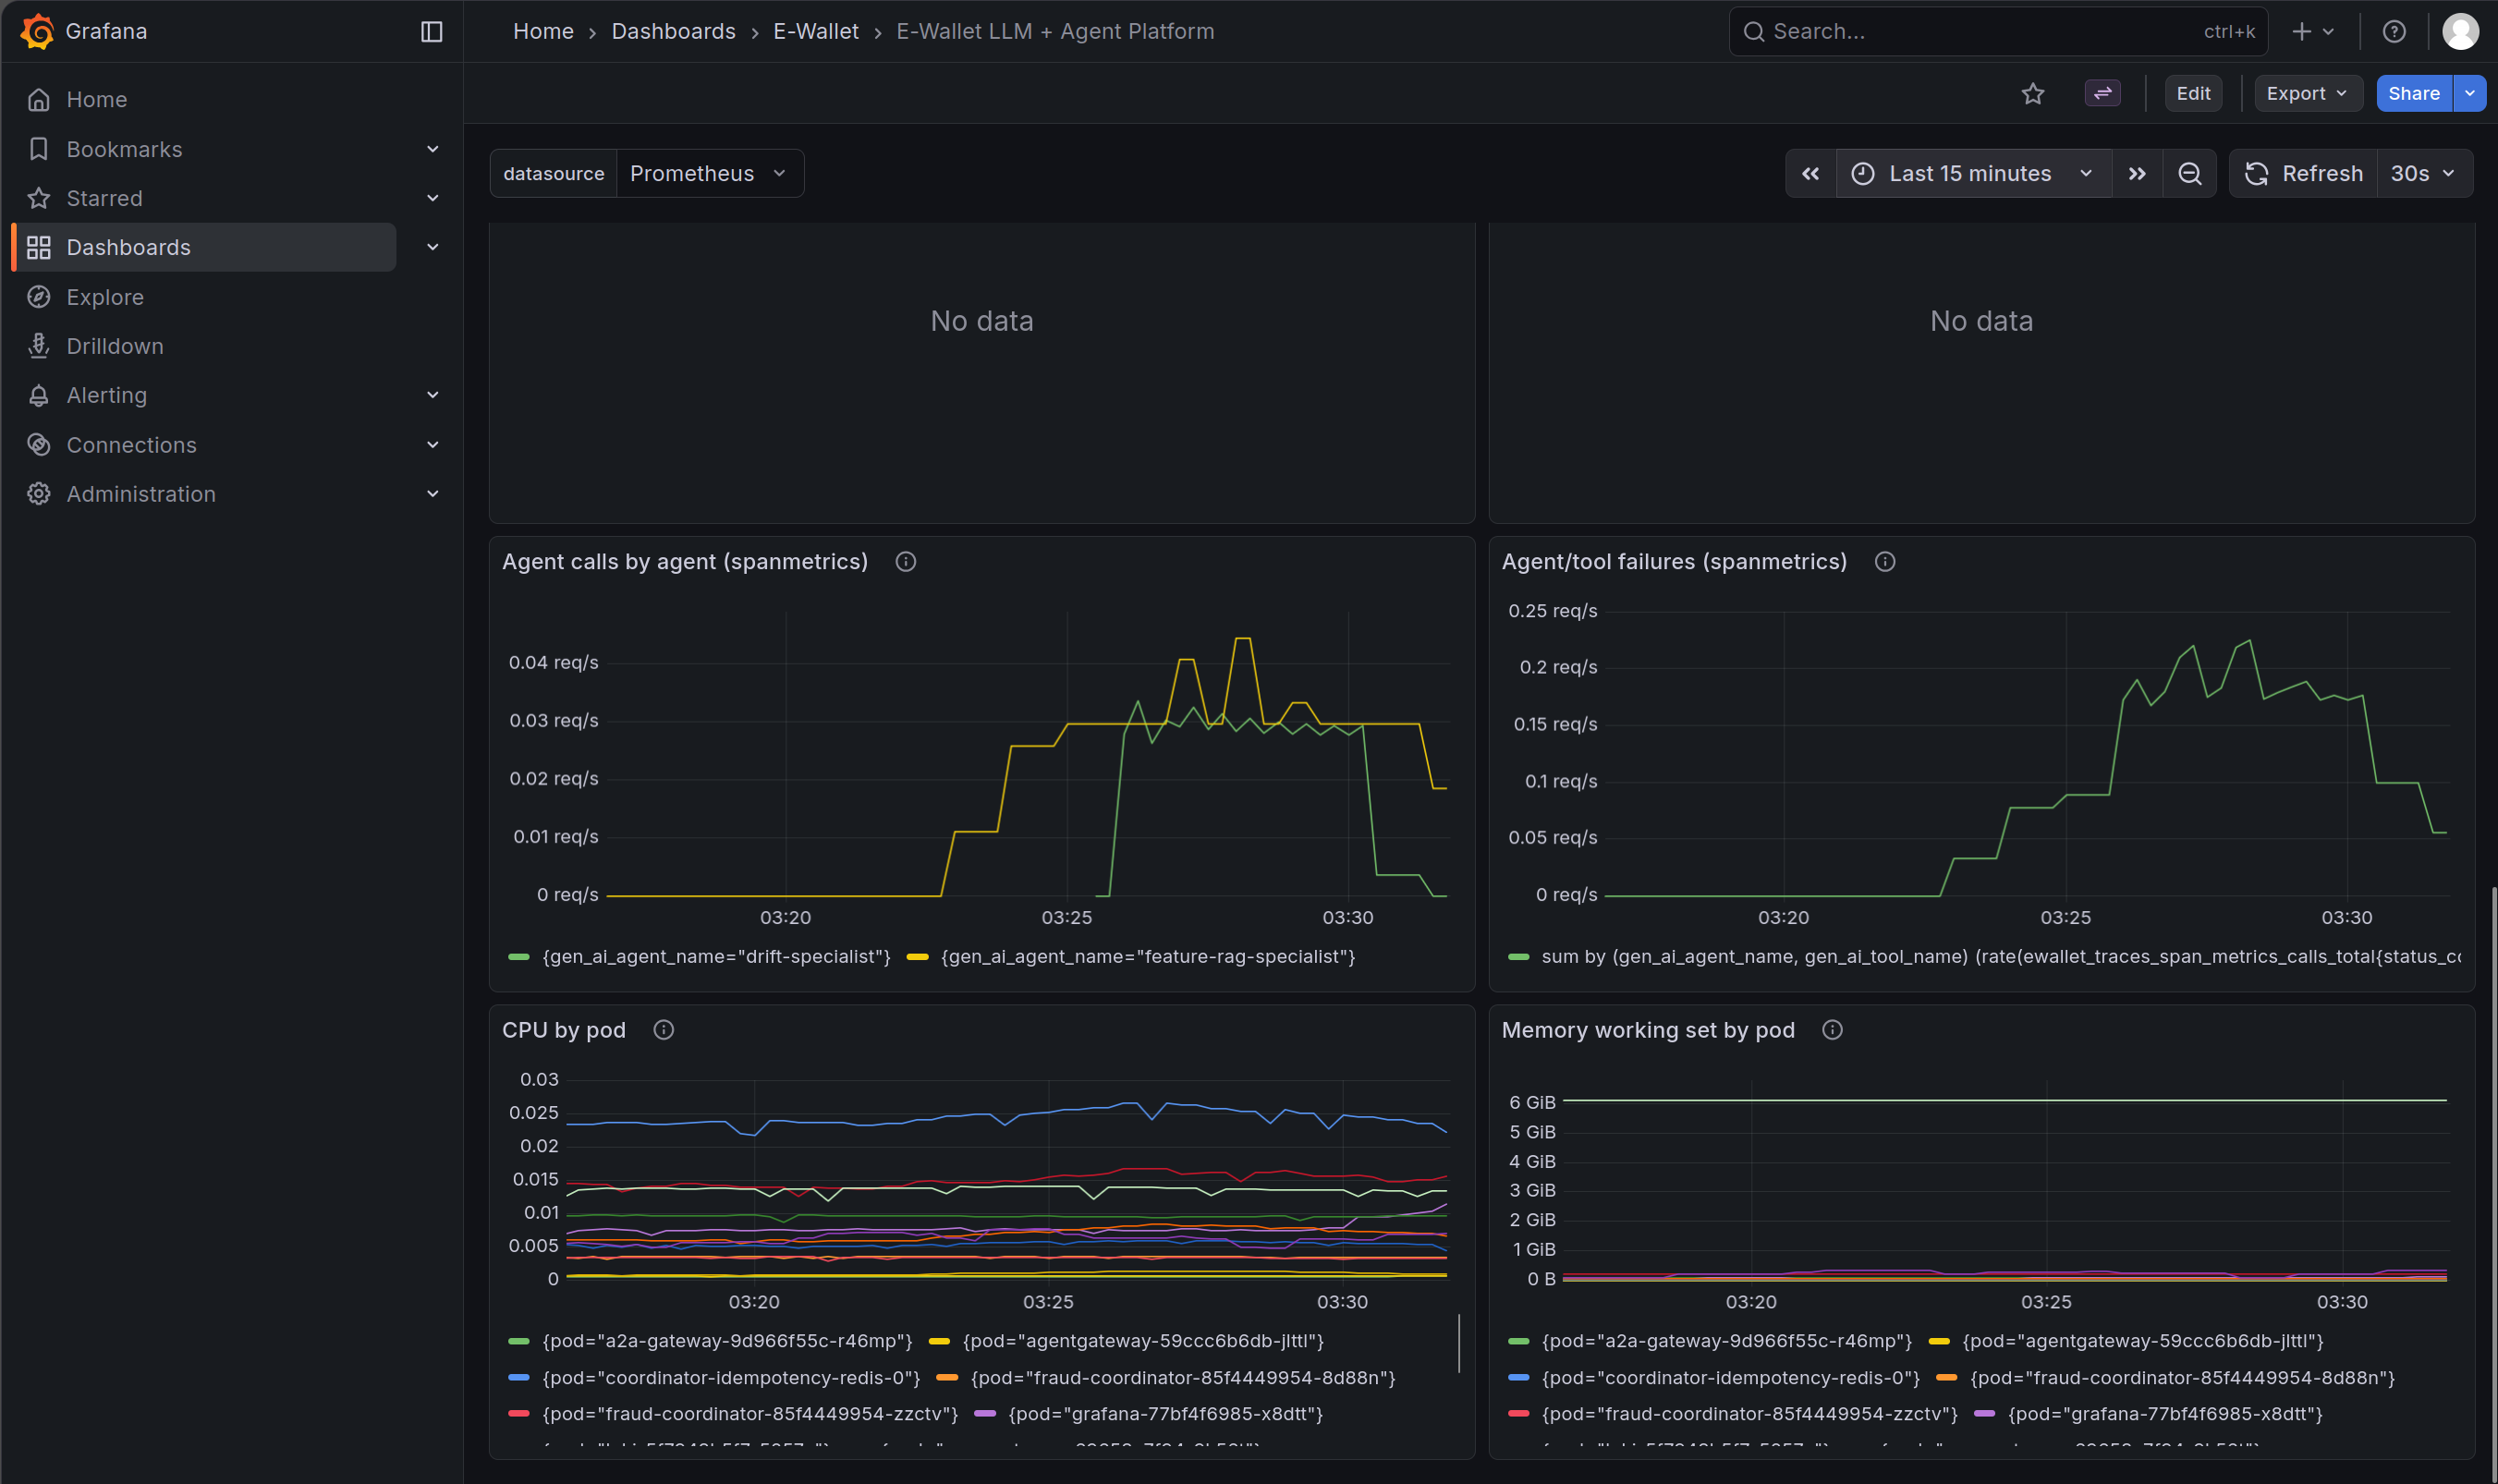 Grafana
Home › Dashboards › E-Wallet › E-Wallet LLM + Agent Platform
Search... ctrl+k
Edit Export Share
Home
Bookmarks
Starred
Dashboards
Explore
Drilldown
Alerting
Connections
Administration
datasource Prometheus
Last 15 minutes
Refresh 30s
No data
No data
Agent calls by agent (spanmetrics)
0.04 req/s
0.03 req/s
0.02 req/s
0.01 req/s
0 req/s
03:20 03:25 03:30
{gen_ai_agent_name="drift-specialist"} {gen_ai_agent_name="feature-rag-specialist"}
Agent/tool failures (spanmetrics)
0.25 req/s
0.2 req/s
0.15 req/s
0.1 req/s
0.05 req/s
0 req/s
03:20 03:25 03:30
sum by (gen_ai_agent_name, gen_ai_tool_name) (rate(ewallet_traces_span_metrics_calls_total{status_co
CPU by pod
0.03
0.025
0.02
0.015
0.01
0.005
0
03:20 03:25 03:30
{pod="a2a-gateway-9d966f55c-r46mp"} {pod="agentgateway-59ccc6b6db-jlttl"}
{pod="coordinator-idempotency-redis-0"} {pod="fraud-coordinator-85f4449954-8d88n"}
{pod="fraud-coordinator-85f4449954-zzctv"} {pod="grafana-77bf4f6985-x8dtt"}
Memory working set by pod
6 GiB
5 GiB
4 GiB
3 GiB
2 GiB
1 GiB
0 B
03:20 03:25 03:30
{pod="a2a-gateway-9d966f55c-r46mp"} {pod="agentgateway-59ccc6b6db-jlttl"}
{pod="coordinator-idempotency-redis-0"} {pod="fraud-coordinator-85f4449954-8d88n"}
{pod="fraud-coordinator-85f4449954-zzctv"} {pod="grafana-77bf4f6985-x8dtt"}